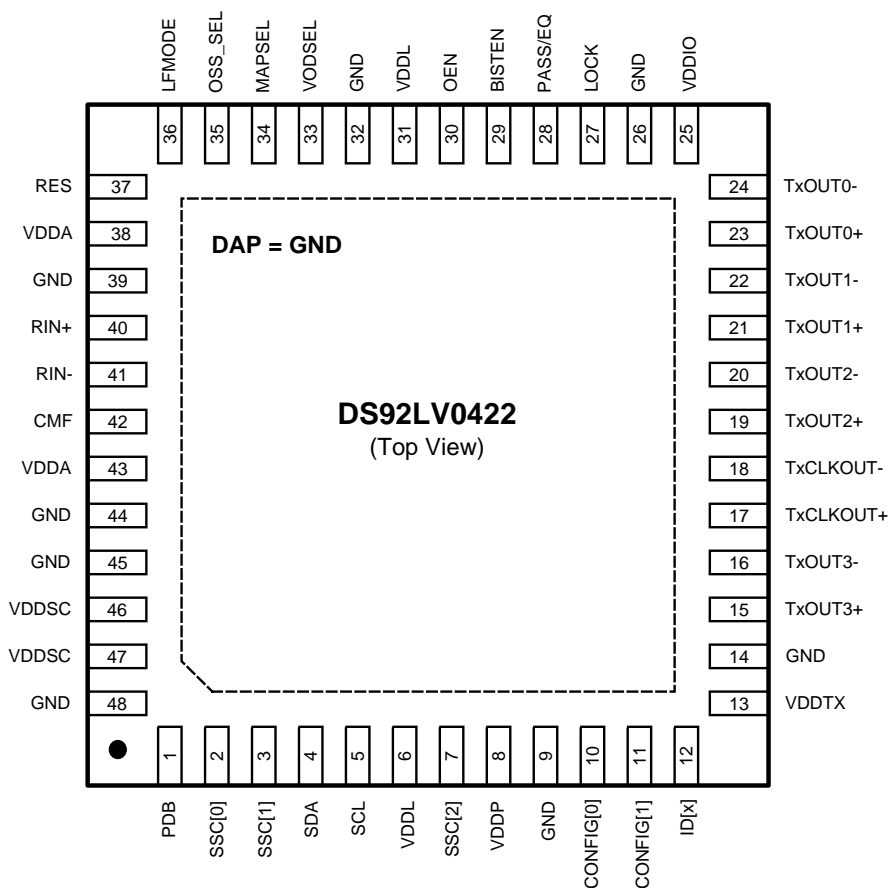 LFMODE
OSS_SEL
MAPSEL
VODSEL
GND
VDDL
OEN
BISTEN
PASS/EQ
LOCK
GND
VDDIO
36
35
34
33
32
31
30
29
28
27
26
25
RES 37
VDDA 38
GND 39
RIN+ 40
RIN- 41
CMF 42
VDDA 43
GND 44
GND 45
VDDSC 46
VDDSC 47
GND 48
DAP = GND
DS92LV0422
(Top View)
24 TxOUT0-
23 TxOUT0+
22 TxOUT1-
21 TxOUT1+
20 TxOUT2-
19 TxOUT2+
18 TxCLKOUT-
17 TxCLKOUT+
16 TxOUT3-
15 TxOUT3+
14 GND
13 VDDTX
1
2
3
4
5
6
7
8
9
10
11
12
PDB
SSC[0]
SSC[1]
SDA
SCL
VDDL
SSC[2]
VDDP
GND
CONFIG[0]
CONFIG[1]
ID[x]